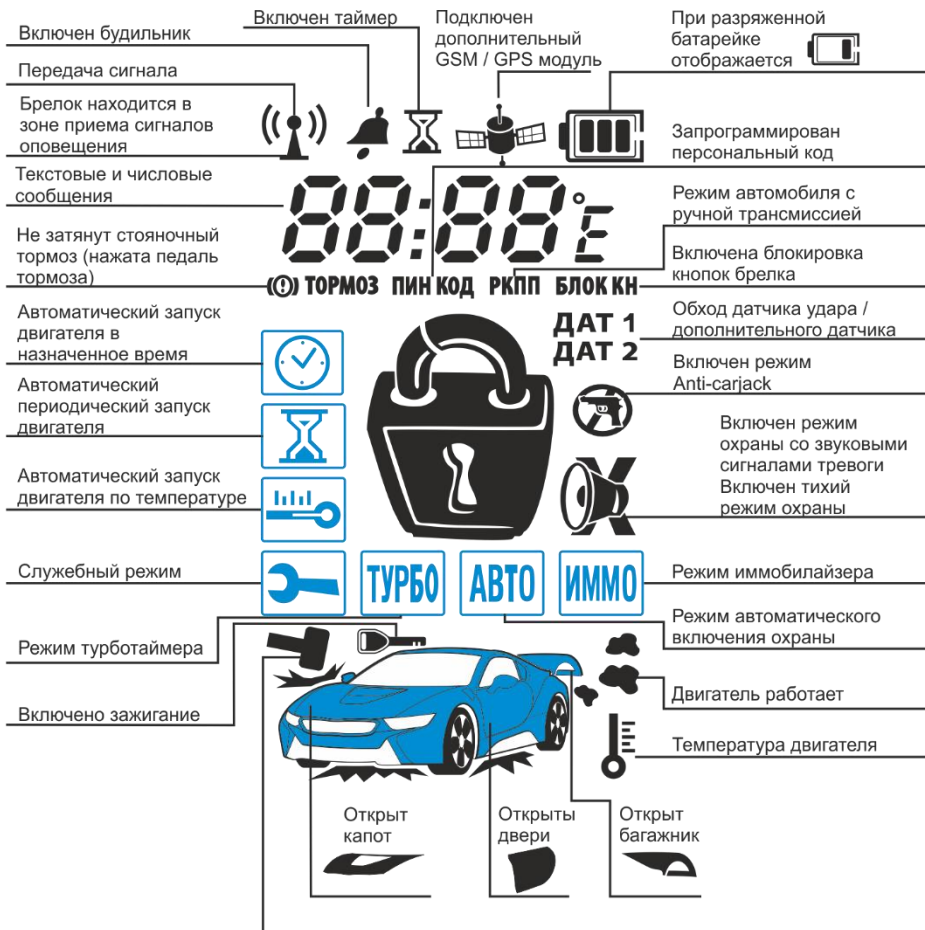 Включен будильник
Включен таймер
Подключен
дополнительный
GSM / GPS модуль
При разряженной
батарейке
отображается
Передача сигнала
Брелок находится в
зоне приема сигналов
оповещения
Запрограммирован
персональный код
Текстовые и числовые
сообщения
88:88°E
Режим автомобиля с
ручной трансмиссией
Не затянут стояночный
тормоз (нажата педаль
тормоза)
Включена блокировка
кнопок брелка
(!) ТОРМОЗ ПИН КОД РКПП БЛОК КН
Автоматический запуск
двигателя в
назначенное время
ДАТ 1
ДАТ 2
Обход датчика удара /
дополнительного датчика
Включен режим
Anti-carjack
Автоматический
периодический запуск
двигателя
Включен режим
охраны со звуковыми
сигналами тревоги
Включен тихий
режим охраны
Автоматический запуск
двигателя по температуре
Служебный режим
ТУРБО
АВТО
ИММО
Режим иммобилайзера
Режим автоматического
включения охраны
Режим турботаймера
Двигатель работает
Включено зажигание
Температура двигателя
Открыт
капот
Открыты
двери
Открыт
багажник